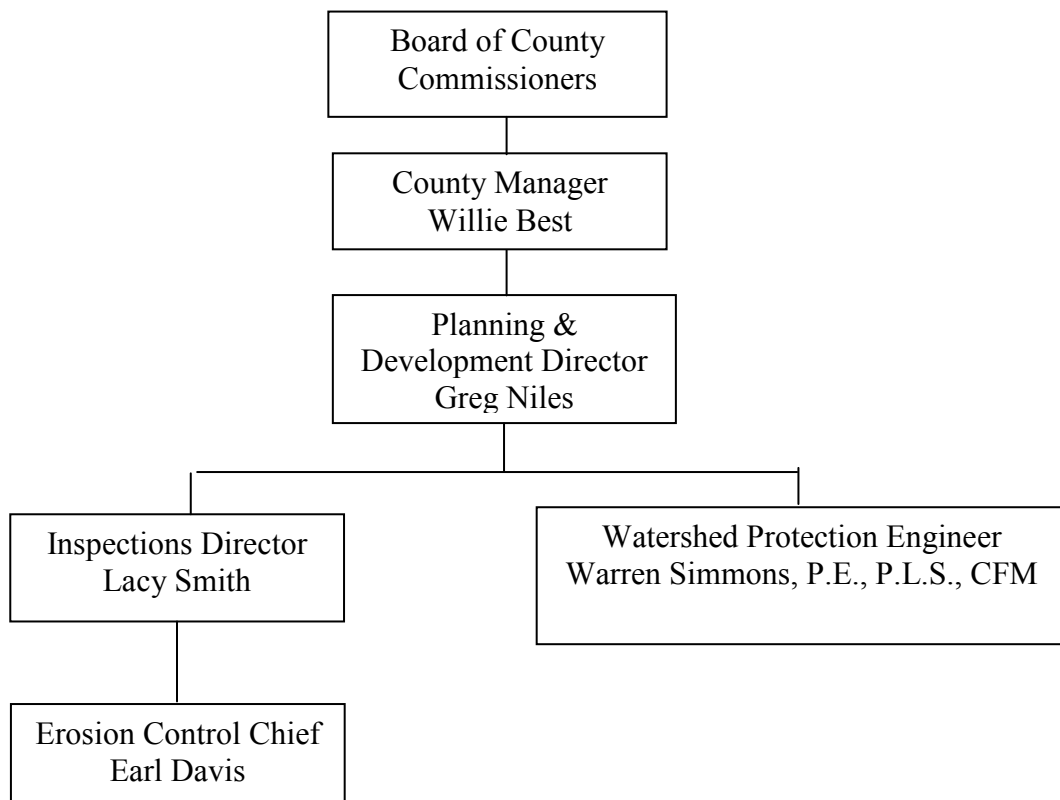 Board of County
Commissioners
County Manager
Willie Best
Planning &
Development Director
Greg Niles
Inspections Director
Lacy Smith
Watershed Protection Engineer
Warren Simmons, P.E., P.L.S., CFM
Erosion Control Chief
Earl Davis